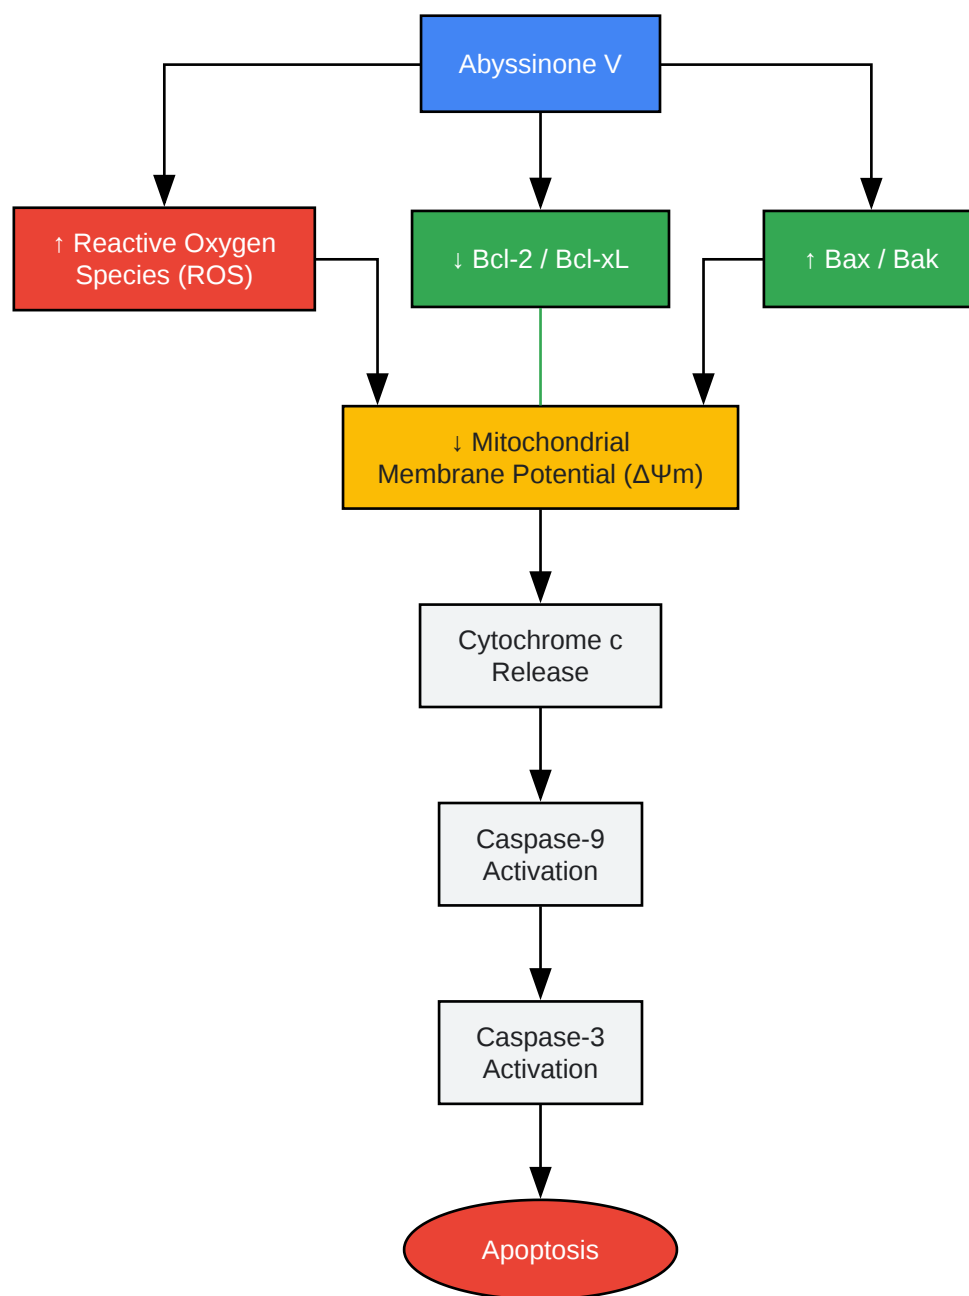 Abyssinone V
↑ Reactive Oxygen
Species (ROS)
↓ Bcl-2 / Bcl-xL
↑ Bax / Bak
↓ Mitochondrial
Membrane Potential (ΔΨm)
Cytochrome c
Release
Caspase-9
Activation
Caspase-3
Activation
Apoptosis